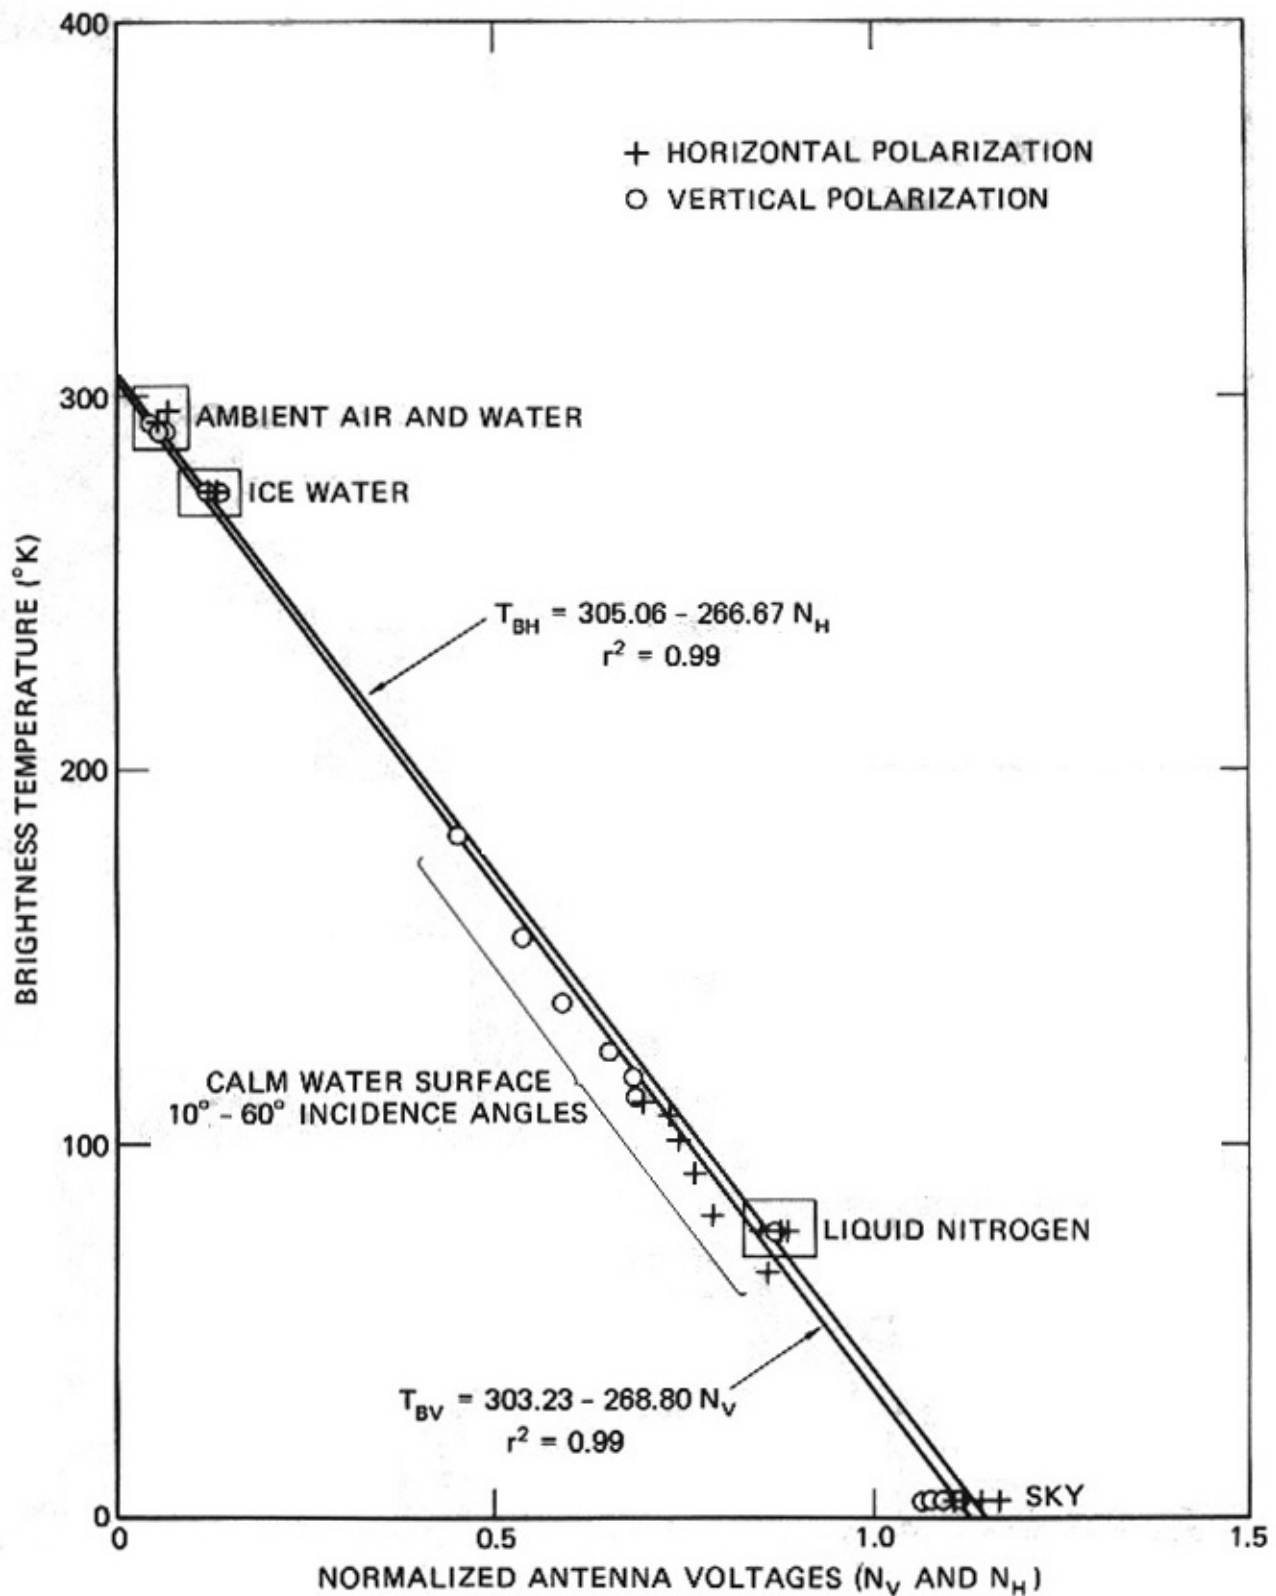 400
+ HORIZONTAL POLARIZATION
O VERTICAL POLARIZATION
300
AMBIENT AIR AND WATER
ICE WATER
BRIGHTNESS TEMPERATURE (°K)
T_BH = 305.06 – 266.67 N_H
r² = 0.99
200
CALM WATER SURFACE
10° – 60° INCIDENCE ANGLES
100
LIQUID NITROGEN
T_BV = 303.23 – 268.80 N_V
r² = 0.99
SKY
0
0 0.5 1.0 1.5
NORMALIZED ANTENNA VOLTAGES (N_V AND N_H)